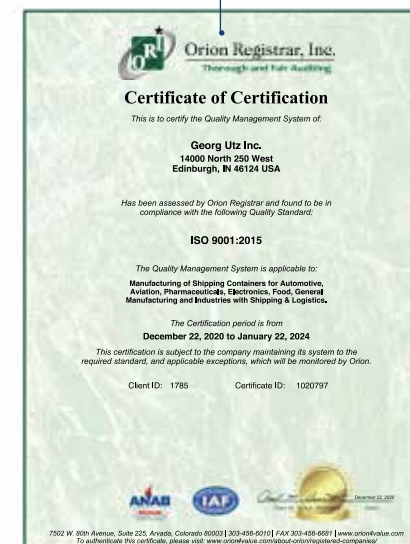 ORI
Orion Registrar, Inc.
Thorough and Fair Auditing
Certificate of Certification
This is to certify the Quality Management System of:
Georg Utz Inc.
14000 North 250 West
Edinburgh, IN 46124 USA
Has been assessed by Orion Registrar and found to be in
compliance with the following Quality Standard:
ISO 9001:2015
The Quality Management System is applicable to:
Manufacturing of Shipping Containers for Automotive,
Aviation, Pharmaceuticals, Electronics, Food, General
Manufacturing and Industries with Shipping & Logistics.
The Certification period is from
December 22, 2020 to January 22, 2024
This certification is subject to the company maintaining its system to the
required standard, and applicable exceptions, which will be monitored by Orion.
Client ID: 1785 Certificate ID: 1020797
ANAB
IAF
December 22, 2020
7502 W. 80th Avenue, Suite 225, Arvada, Colorado 80003 | 303-456-6010 | FAX 303-456-6681 | www.orion4value.com
To authenticate this certificate, please visit: www.orion4value.com/about-orion/registered-companies/